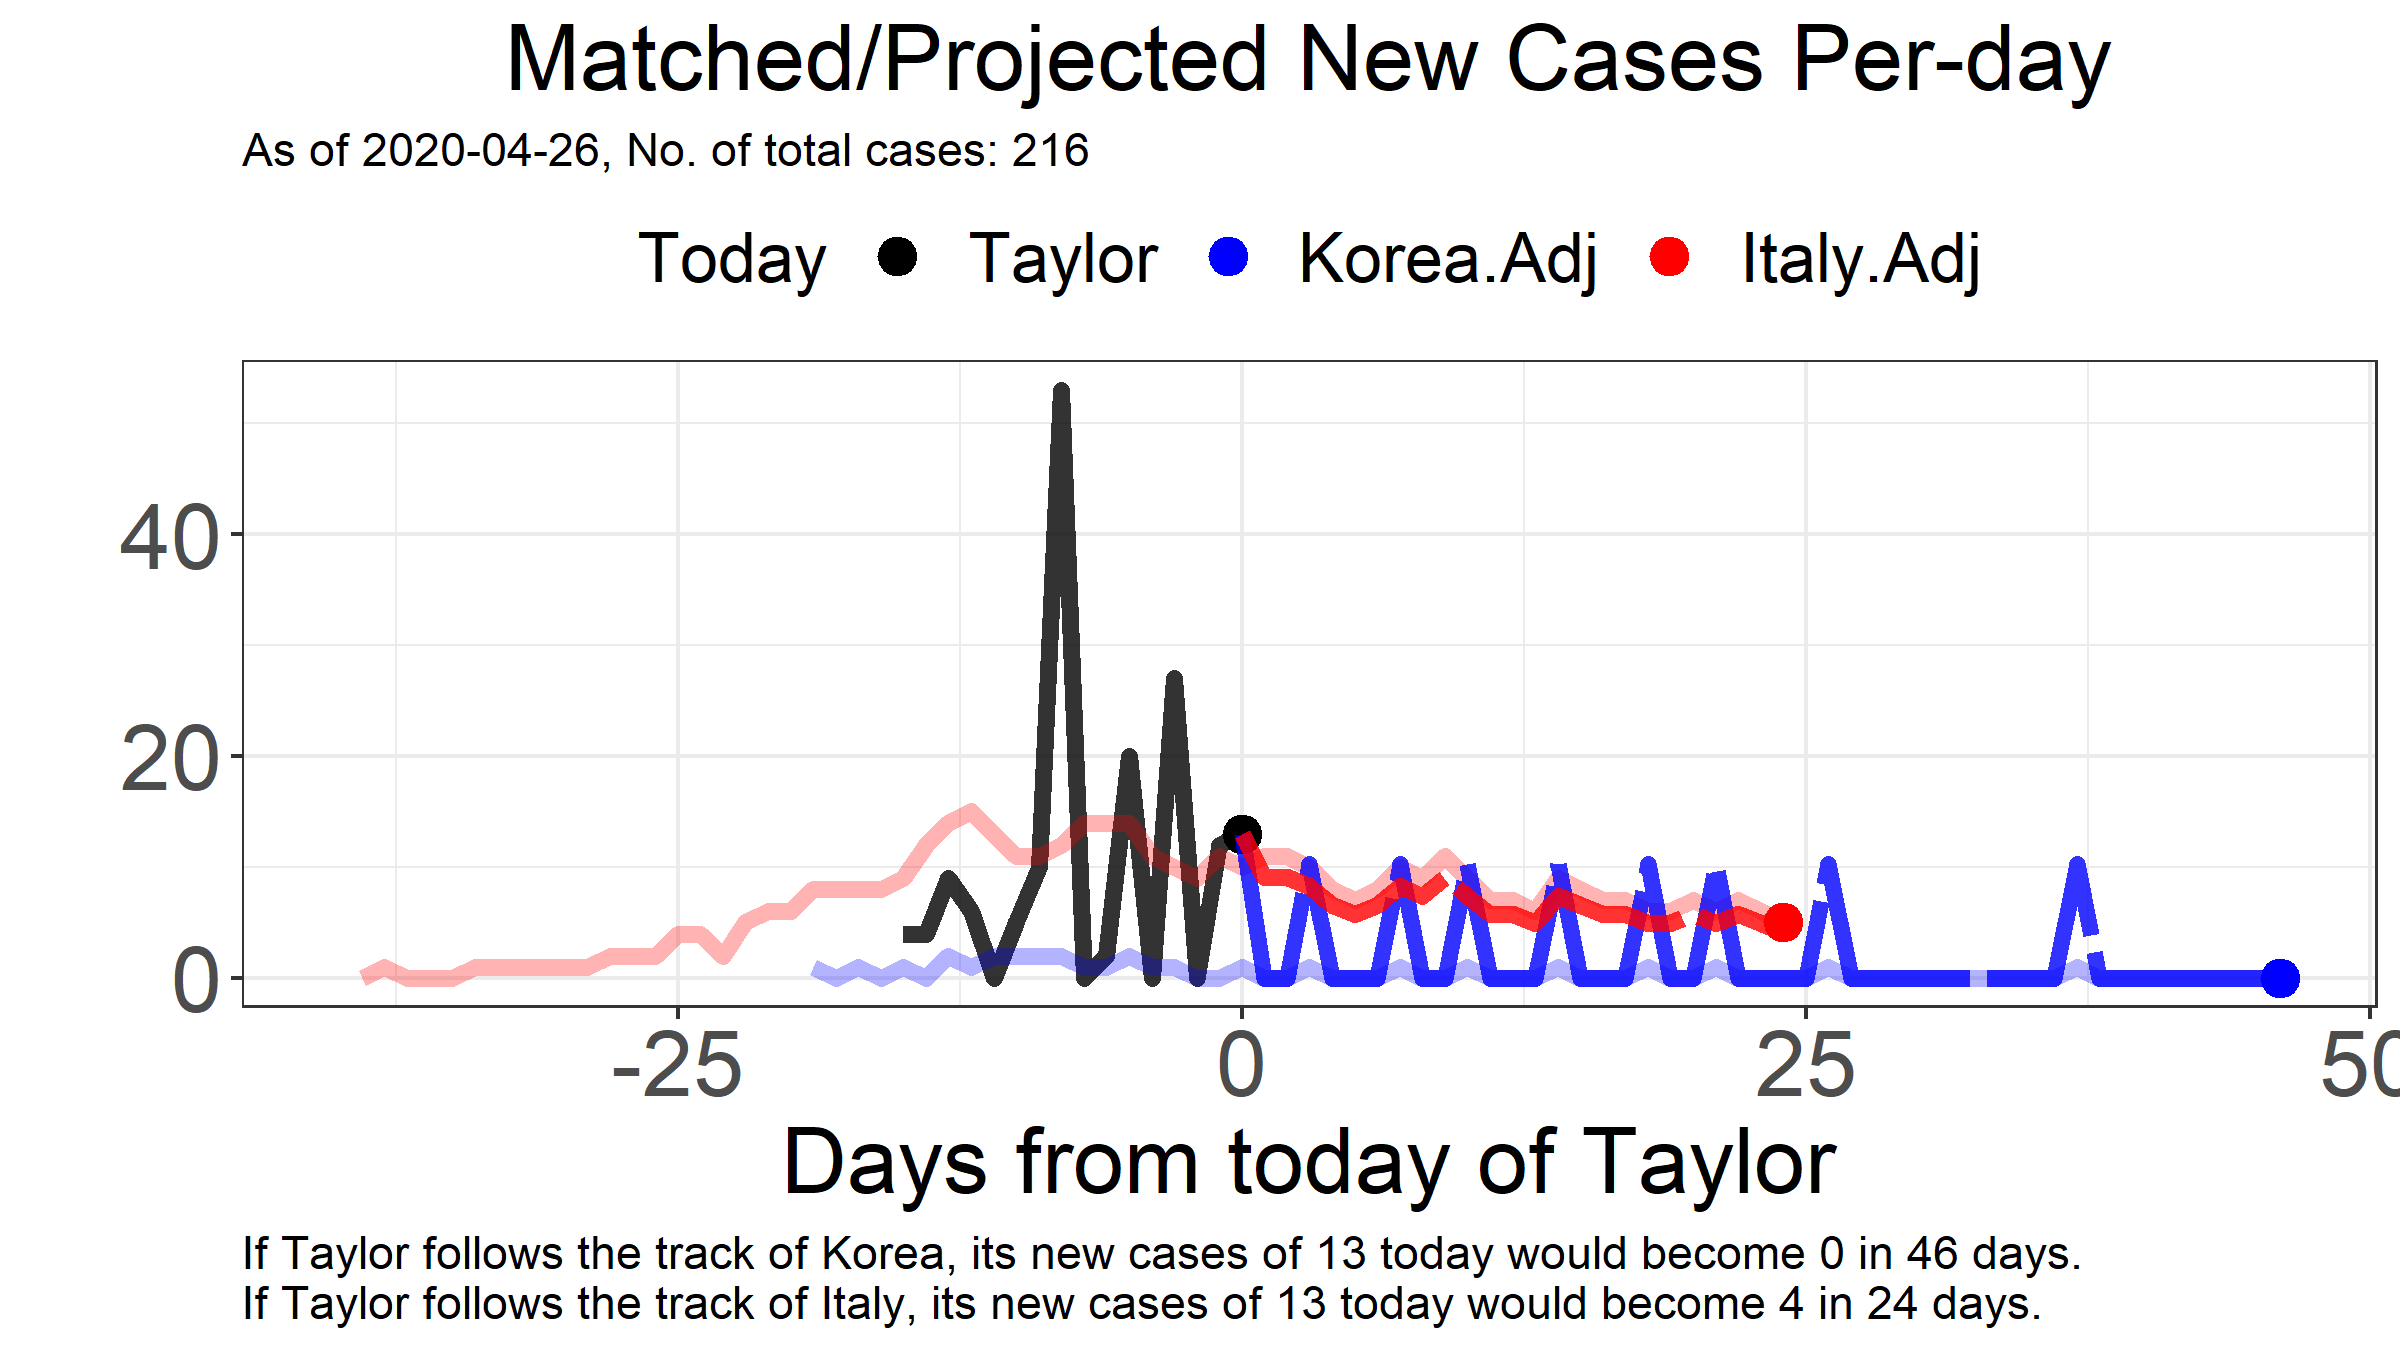 Matched/Projected New Cases Per-day
As of 2020-04-26, No. of total cases: 216
Today Taylor Korea.Adj Italy.Adj
40
20
0
-25 0 25 50
Days from today of Taylor
If Taylor follows the track of Korea, its new cases of 13 today would become 0 in 46 days.
If Taylor follows the track of Italy, its new cases of 13 today would become 4 in 24 days.